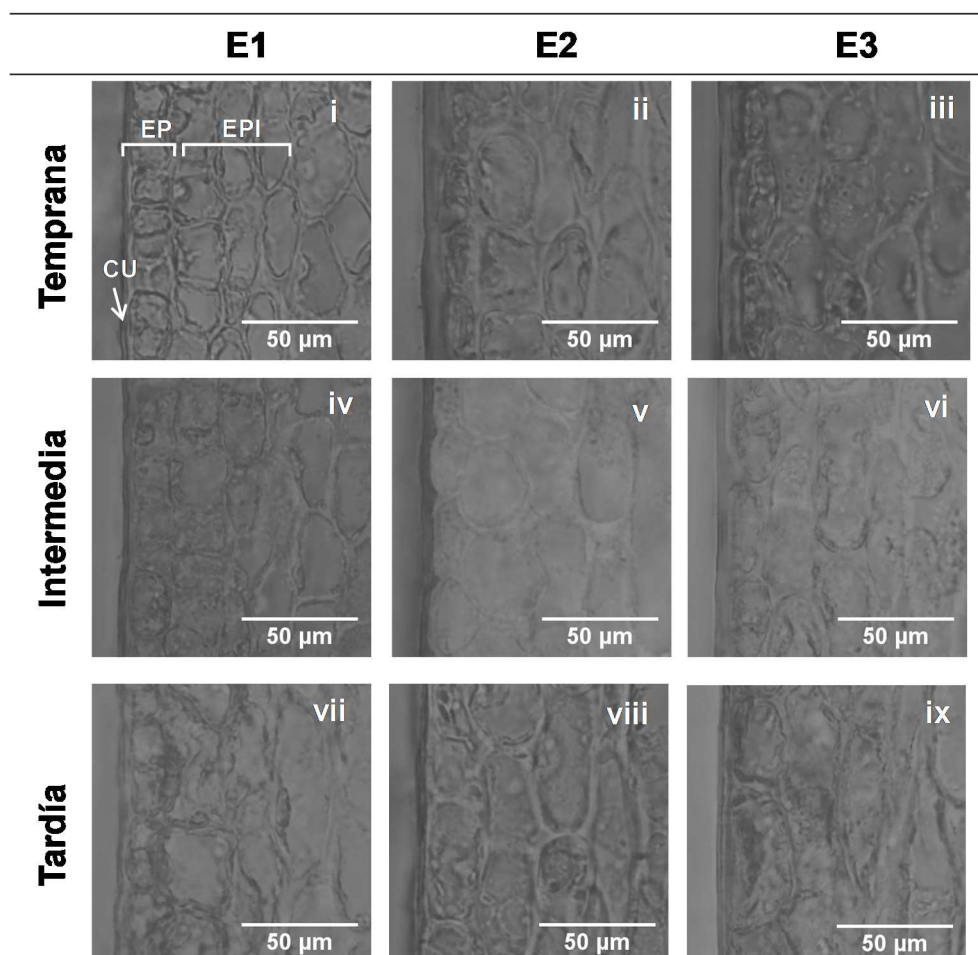 E1 E2 E3
Temprana
EP EPI i
CU
50 µm
ii
50 µm
iii
50 µm
Intermedia
iv
50 µm
v
50 µm
vi
50 µm
Tardía
vii
50 µm
viii
50 µm
ix
50 µm